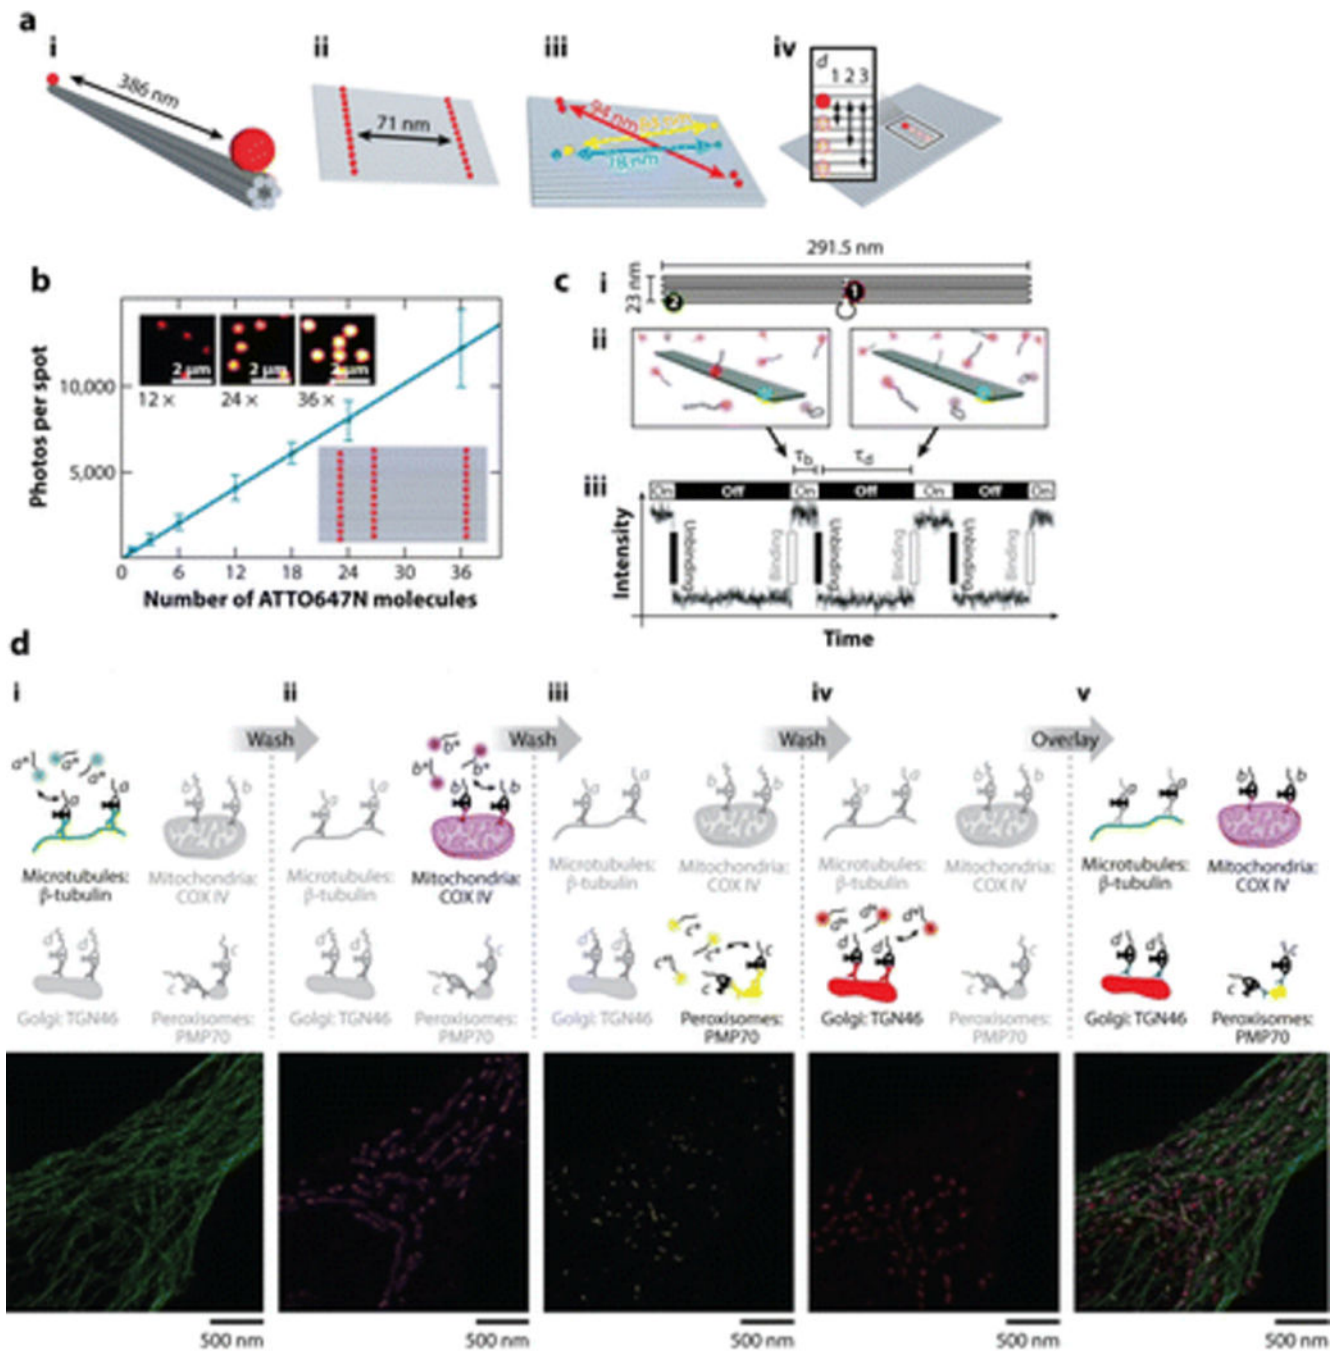 a
i
386 nm
ii
71 nm
iii
94 nm
78 nm
iv
d
1 2 3
b
Photos per spot
10,000
5,000
2 µm
2 µm
2 µm
12 ×
24 ×
36 ×
0
6
12
18
24
30
36
Number of ATTO647N molecules
c
i
291.5 nm
23 nm
2
1
ii
τb
τd
iii
On
Off
On
Off
On
Off
On
Intensity
Unbinding
Binding
Unbinding
Binding
Unbinding
Binding
Time
d
i
ii
iii
iv
v
Wash
Wash
Wash
Overlay
a*
a*
a*
a
a
b
b
Microtubules:
β-tubulin
Mitochondria:
COX IV
d
d
c
c
Golgi: TGN46
Peroxisomes:
PMP70
b*
b*
b*
a
a
b
b
Microtubules:
β-tubulin
Mitochondria:
COX IV
d
d
c
c
Golgi: TGN46
Peroxisomes:
PMP70
a
a
b
b
Microtubules:
β-tubulin
Mitochondria:
COX IV
c*
c*
c*
d
d
c
c
Golgi: TGN46
Peroxisomes:
PMP70
a
a
b
b
Microtubules:
β-tubulin
Mitochondria:
COX IV
d*
d*
d*
d
d
c
c
Golgi: TGN46
Peroxisomes:
PMP70
a
a
b
b
Microtubules:
β-tubulin
Mitochondria:
COX IV
d
d
c
c
Golgi: TGN46
Peroxisomes:
PMP70
500 nm
500 nm
500 nm
500 nm
500 nm